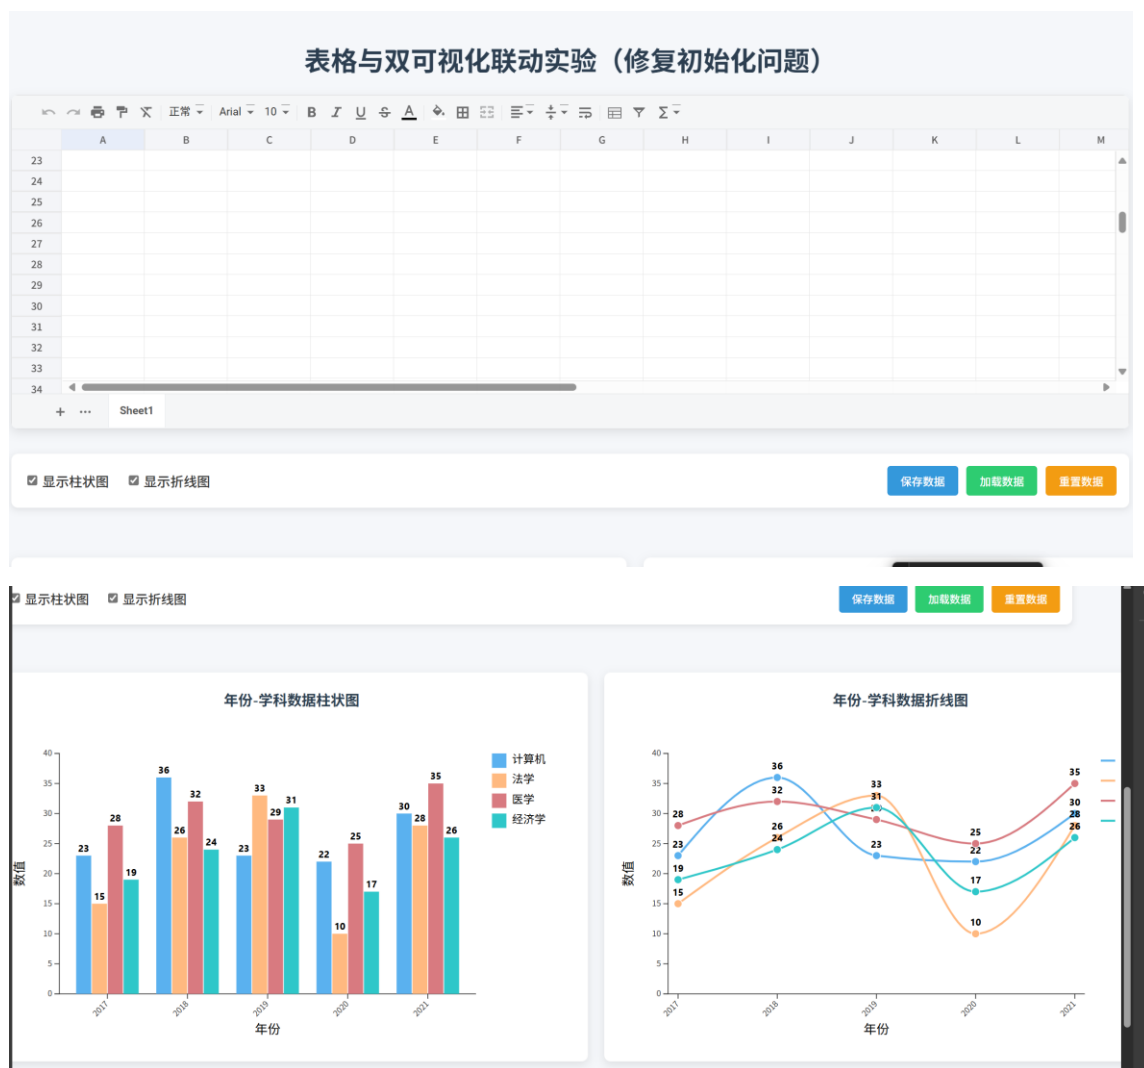 表格与双可视化联动实验（修复初始化问题）
正常 Arial 10 B I U S A
A B C D E F G H I J K L M
23
24
25
26
27
28
29
30
31
32
33
34
+ ... Sheet1
显示柱状图 显示折线图 保存数据 加载数据 重置数据
显示柱状图 显示折线图 保存数据 加载数据 重置数据
年份-学科数据柱状图
计算机
法学
医学
经济学
40
35
30
25
20
15
10
5
0
数值
23 15 28 19
36 26 32 24
23 33 29 31
22 10 25 17
30 28 35 26
2017 2018 2019 2020 2021
年份
年份-学科数据折线图
40
35
30
25
20
15
10
5
0
数值
28 23 19 15
36 32 26 24
33 31 23
25 22 17 10
35 30 28 26
2017 2018 2019 2020 2021
年份